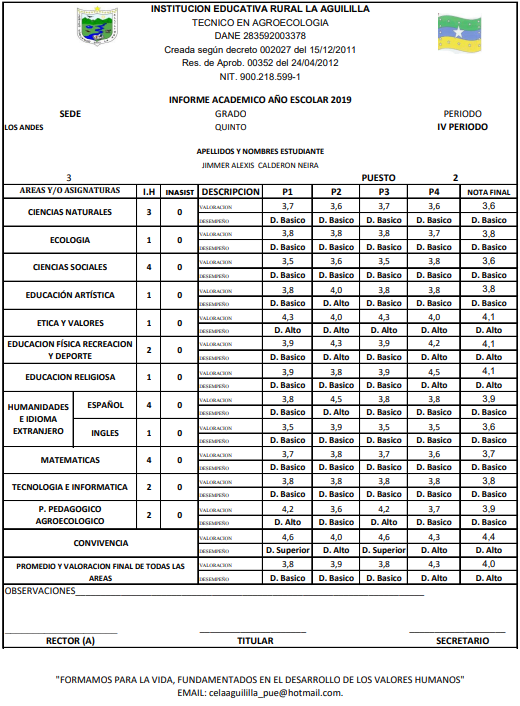 INSTITUCION EDUCATIVA RURAL LA AGUILILLA
TECNICO EN AGROECOLOGIA
DANE 283592003378
Creada según decreto 002027 del 15/12/2011
Res. de Aprob. 00352 del 24/04/2012
NIT. 900.218.599-1
INFORME ACADEMICO AÑO ESCOLAR 2019
SEDE GRADO PERIODO
LOS ANDES QUINTO IV PERIODO
APELLIDOS Y NOMBRES ESTUDIANTE
JIMMER ALEXIS CALDERON NEIRA
3 PUESTO 2
AREAS Y/O ASIGNATURAS I.H INASIST DESCRIPCION P1 P2 P3 P4 NOTA FINAL
CIENCIAS NATURALES 3 0 VALORACION 3,7 3,6 3,7 3,6 3,6
DESEMPEÑO D. Basico D. Basico D. Basico D. Basico D. Basico
ECOLOGIA 1 0 VALORACION 3,8 3,8 3,8 3,7 3,8
DESEMPEÑO D. Basico D. Basico D. Basico D. Basico D. Basico
CIENCIAS SOCIALES 4 0 VALORACION 3,5 3,6 3,5 3,8 3,6
DESEMPEÑO D. Basico D. Basico D. Basico D. Basico D. Basico
EDUCACIÓN ARTÍSTICA 1 0 VALORACION 3,8 4,0 3,8 3,8 3,8
DESEMPEÑO D. Basico D. Alto D. Basico D. Basico D. Basico
ETICA Y VALORES 1 0 VALORACION 4,3 4,0 4,3 4,0 4,1
DESEMPEÑO D. Alto D. Alto D. Alto D. Alto D. Alto
EDUCACION FÍSICA RECREACION Y DEPORTE 2 0 VALORACION 3,9 4,3 3,9 4,2 4,1
DESEMPEÑO D. Basico D. Alto D. Basico D. Alto D. Alto
EDUCACION RELIGIOSA 1 0 VALORACION 3,9 3,8 3,9 4,5 4,1
DESEMPEÑO D. Basico D. Basico D. Basico D. Alto D. Alto
HUMANIDADES E IDIOMA EXTRANJERO
ESPAÑOL 4 0 VALORACION 3,8 4,5 3,8 3,8 3,9
DESEMPEÑO D. Basico D. Alto D. Basico D. Basico D. Basico
INGLES 1 0 VALORACION 3,5 3,9 3,5 3,5 3,6
DESEMPEÑO D. Basico D. Basico D. Basico D. Basico D. Basico
MATEMATICAS 4 0 VALORACION 3,7 3,8 3,7 3,6 3,7
DESEMPEÑO D. Basico D. Basico D. Basico D. Basico D. Basico
TECNOLOGIA E INFORMATICA 2 0 VALORACION 3,8 3,8 3,8 3,8 3,8
DESEMPEÑO D. Basico D. Basico D. Basico D. Basico D. Basico
P. PEDAGOGICO AGROECOLOGICO 2 0 VALORACION 4,2 3,6 4,2 3,7 3,9
DESEMPEÑO D. Alto D. Basico D. Alto D. Basico D. Basico
CONVIVENCIA VALORACION 4,6 4,0 4,6 4,3 4,4
DESEMPEÑO D. Superior D. Alto D. Superior D. Alto D. Alto
PROMEDIO Y VALORACION FINAL DE TODAS LAS AREAS VALORACION 3,8 3,9 3,8 4,3 4,0
DESEMPEÑO D. Basico D. Basico D. Basico D. Alto D. Alto
OBSERVACIONES
RECTOR (A) TITULAR SECRETARIO
"FORMAMOS PARA LA VIDA, FUNDAMENTADOS EN EL DESARROLLO DE LOS VALORES HUMANOS"
EMAIL: celaaguililla_pue@hotmail.com.